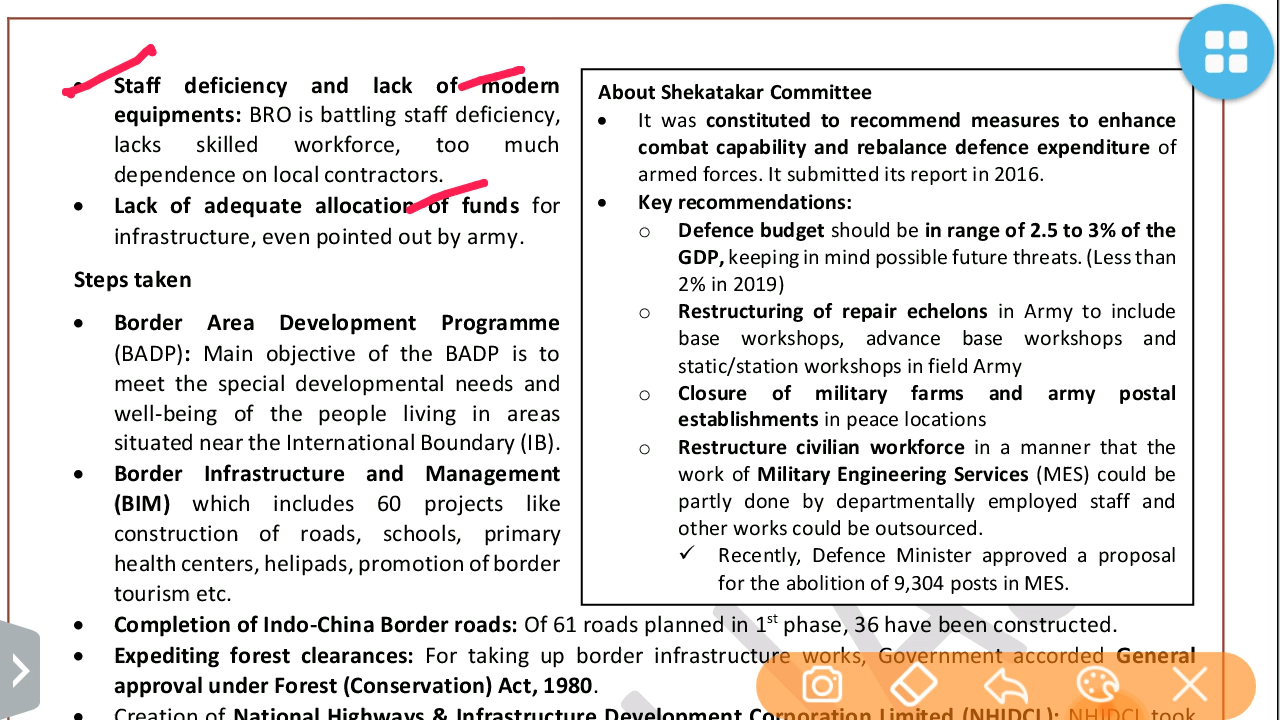 • Staff deficiency and lack of modern
equipments: BRO is battling staff deficiency,
lacks skilled workforce, too much
dependence on local contractors.
• Lack of adequate allocation of funds for
infrastructure, even pointed out by army.
Steps taken
• Border Area Development Programme
(BADP): Main objective of the BADP is to
meet the special developmental needs and
well-being of the people living in areas
situated near the International Boundary (IB).
• Border Infrastructure and Management
(BIM) which includes 60 projects like
construction of roads, schools, primary
health centers, helipads, promotion of border
tourism etc.
About Shekatakar Committee
• It was constituted to recommend measures to enhance
combat capability and rebalance defence expenditure of
armed forces. It submitted its report in 2016.
• Key recommendations:
o Defence budget should be in range of 2.5 to 3% of the
GDP, keeping in mind possible future threats. (Less than
2% in 2019)
o Restructuring of repair echelons in Army to include
base workshops, advance base workshops and
static/station workshops in field Army
o Closure of military farms and army postal
establishments in peace locations
o Restructure civilian workforce in a manner that the
work of Military Engineering Services (MES) could be
partly done by departmentally employed staff and
other works could be outsourced.
✓ Recently, Defence Minister approved a proposal
for the abolition of 9,304 posts in MES.
• Completion of Indo-China Border roads: Of 61 roads planned in 1st phase, 36 have been constructed.
• Expediting forest clearances: For taking up border infrastructure works, Government accorded General
approval under Forest (Conservation) Act, 1980.
• Creation of National Highways & Infrastructure Development Corporation Limited (NHIDCL): NHIDCL took